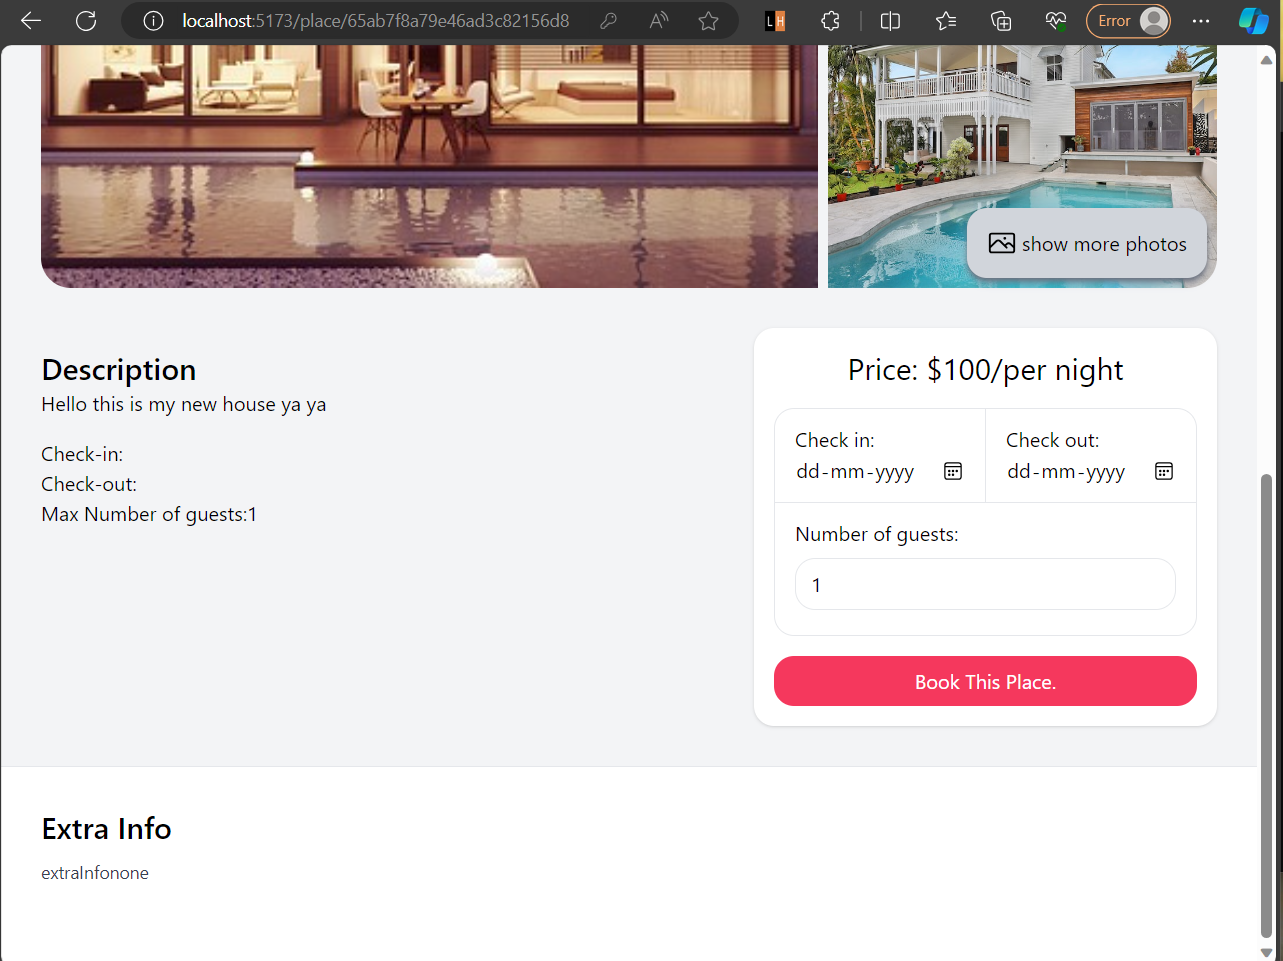 localhost:5173/place/65ab7f8a79e46ad3c82156d8
LH
Error
show more photos
Description
Hello this is my new house ya ya
Check-in:
Check-out:
Max Number of guests:1
Price: $100/per night
Check in:
dd-mm-yyyy
Check out:
dd-mm-yyyy
Number of guests:
1
Book This Place.
Extra Info
extraInfonone